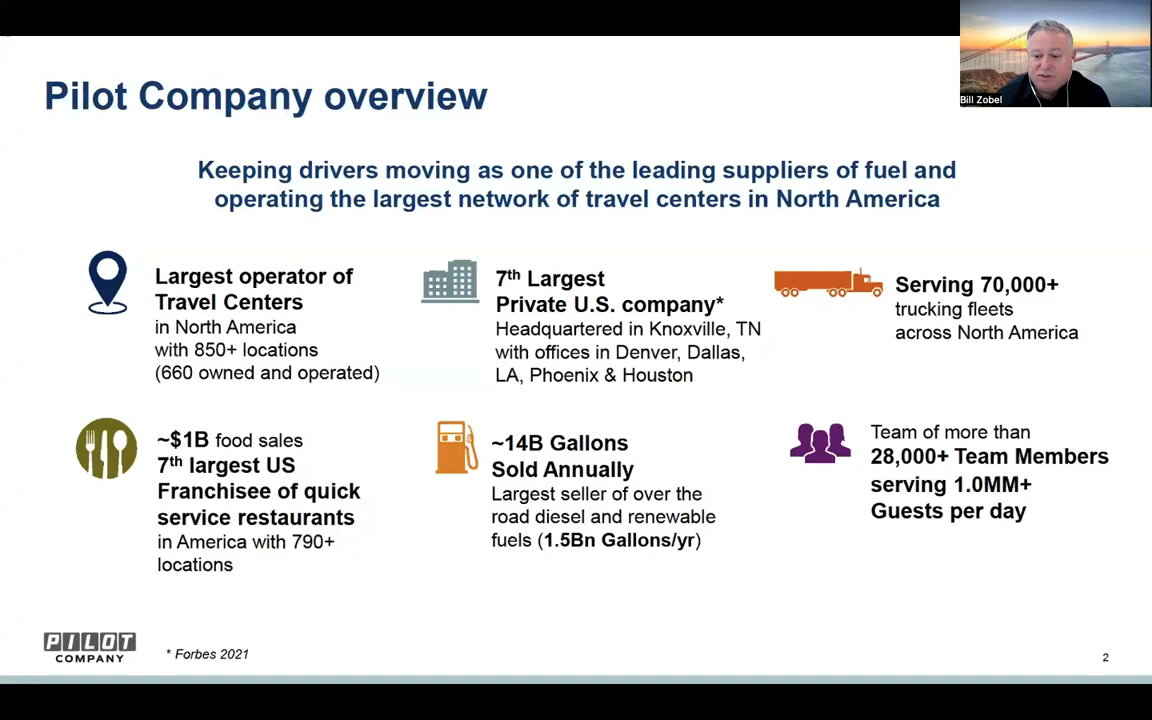 Bill Zobel
Pilot Company overview
Keeping drivers moving as one of the leading suppliers of fuel and
operating the largest network of travel centers in North America
Largest operator of
Travel Centers
in North America
with 850+ locations
(660 owned and operated)
7th Largest
Private U.S. company*
Headquartered in Knoxville, TN
with offices in Denver, Dallas,
LA, Phoenix & Houston
Serving 70,000+
trucking fleets
across North America
~$1B food sales
7th largest US
Franchisee of quick
service restaurants
in America with 790+
locations
~14B Gallons
Sold Annually
Largest seller of over the
road diesel and renewable
fuels (1.5Bn Gallons/yr)
Team of more than
28,000+ Team Members
serving 1.0MM+
Guests per day
PILOT
COMPANY
* Forbes 2021
2